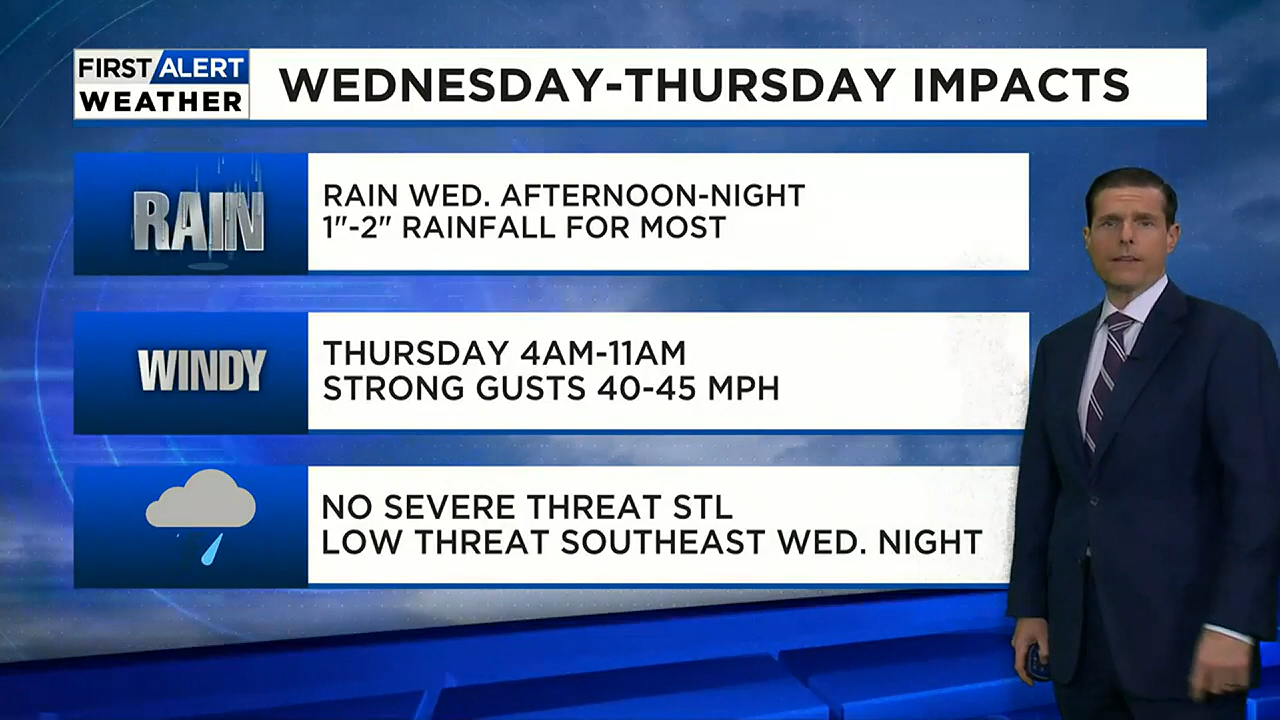 FIRST ALERT
WEATHER
WEDNESDAY-THURSDAY IMPACTS
RAIN
RAIN WED. AFTERNOON-NIGHT
1"-2" RAINFALL FOR MOST
WINDY
THURSDAY 4AM-11AM
STRONG GUSTS 40-45 MPH
NO SEVERE THREAT STL
LOW THREAT SOUTHEAST WED. NIGHT